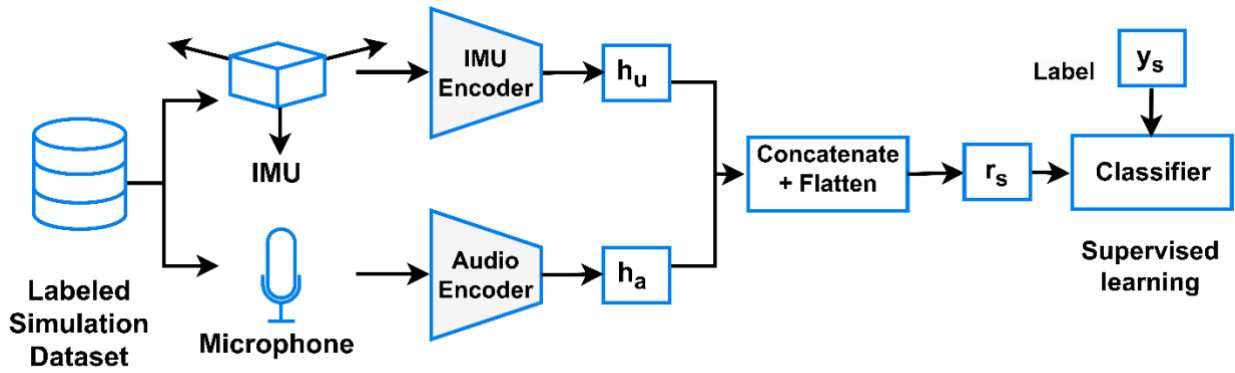 Labeled
Simulation
Dataset
IMU
Microphone
IMU
Encoder
Audio
Encoder
hᵤ
hₐ
Concatenate
+ Flatten
rₛ
Label
yₛ
Classifier
Supervised
learning